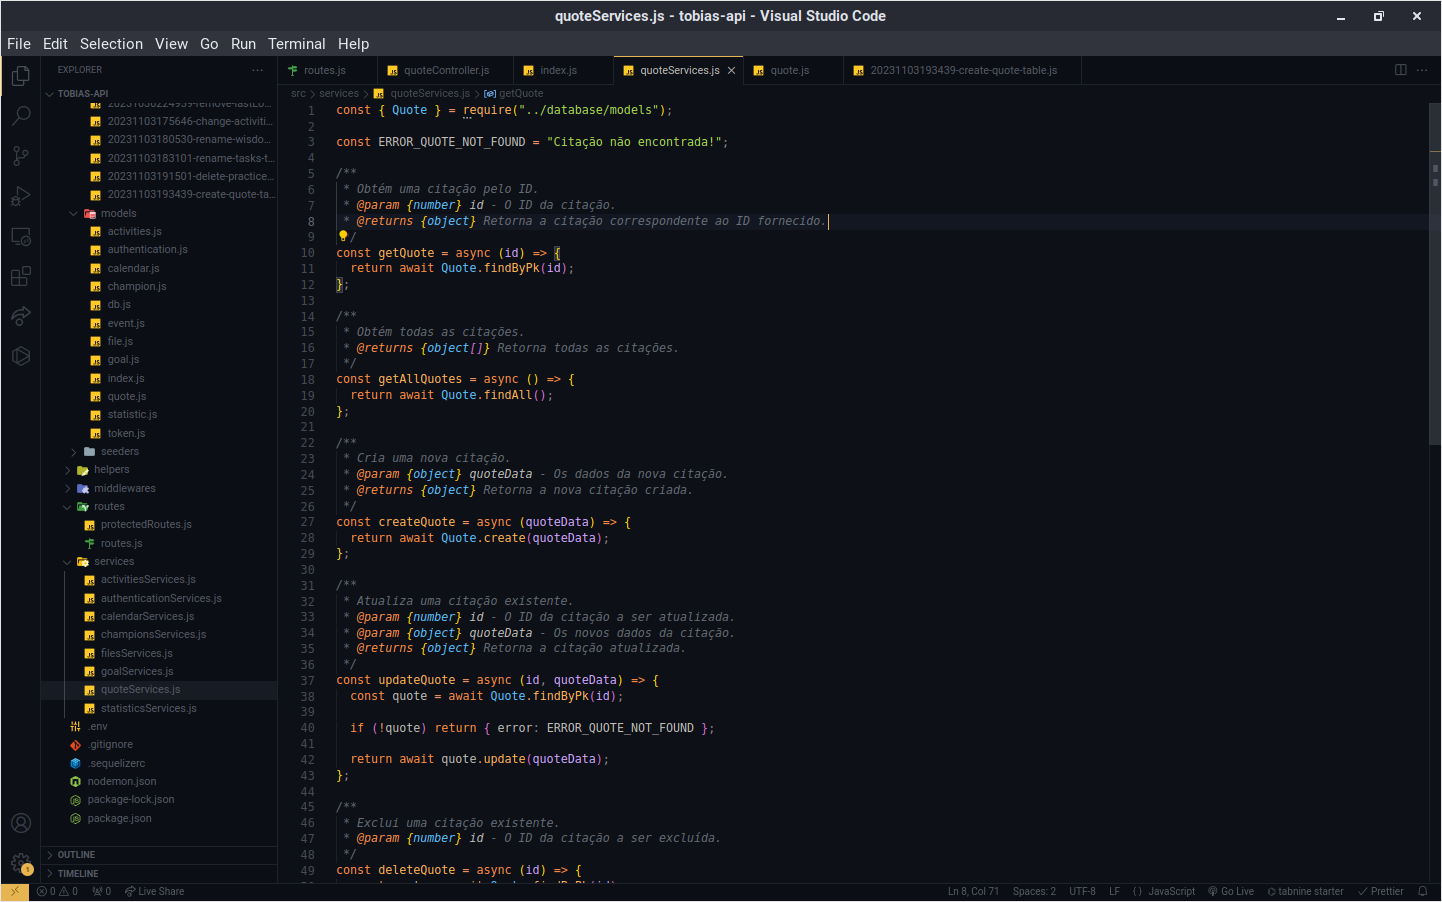 quoteServices.js - tobias-api - Visual Studio Code
File Edit Selection View Go Run Terminal Help
EXPLORER
TOBIAS-API
20231103175646-change-activiti...
20231103180530-rename-wisdo...
20231103183101-rename-tasks-t...
20231103191501-delete-practice...
20231103193439-create-quote-ta...
models
activities.js
authentication.js
calendar.js
champion.js
db.js
event.js
file.js
goal.js
index.js
quote.js
statistic.js
token.js
seeders
helpers
middlewares
routes
protectedRoutes.js
routes.js
services
activitiesServices.js
authenticationServices.js
calendarServices.js
championsServices.js
filesServices.js
goalServices.js
quoteServices.js
statisticsServices.js
.env
.gitignore
.sequelizerc
nodemon.json
package-lock.json
package.json
OUTLINE
TIMELINE
routes.js quoteController.js index.js quoteServices.js quote.js 20231103193439-create-quote-table.js
src > services > quoteServices.js > getQuote
1 const { Quote } = require("../database/models");
2
3 const ERROR_QUOTE_NOT_FOUND = "Citação não encontrada!";
4
5 /**
6 * Obtém uma citação pelo ID.
7 * @param {number} id - O ID da citação.
8 * @returns {object} Retorna a citação correspondente ao ID fornecido.
9 */
10 const getQuote = async (id) => {
11 return await Quote.findByPk(id);
12 };
13
14 /**
15 * Obtém todas as citações.
16 * @returns {object[]} Retorna todas as citações.
17 */
18 const getAllQuotes = async () => {
19 return await Quote.findAll();
20 };
21
22 /**
23 * Cria uma nova citação.
24 * @param {object} quoteData - Os dados da nova citação.
25 * @returns {object} Retorna a nova citação criada.
26 */
27 const createQuote = async (quoteData) => {
28 return await Quote.create(quoteData);
29 };
30
31 /**
32 * Atualiza uma citação existente.
33 * @param {number} id - O ID da citação a ser atualizada.
34 * @param {object} quoteData - Os novos dados da citação.
35 * @returns {object} Retorna a citação atualizada.
36 */
37 const updateQuote = async (id, quoteData) => {
38 const quote = await Quote.findByPk(id);
39
40 if (!quote) return { error: ERROR_QUOTE_NOT_FOUND };
41
42 return await quote.update(quoteData);
43 };
44
45 /**
46 * Exclui uma citação existente.
47 * @param {number} id - O ID da citação a ser excluída.
48 */
49 const deleteQuote = async (id) => {
0 0 0 Live Share Ln 8, Col 71 Spaces: 2 UTF-8 LF {} JavaScript Go Live tabnine starter Prettier
1